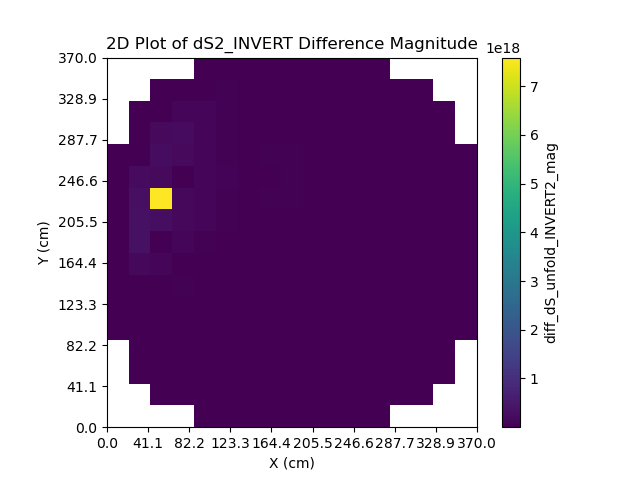 2D Plot of dS2_INVERT Difference Magnitude
1e18
370.0
328.9
287.7
246.6
205.5
164.4
123.3
82.2
41.1
0.0
Y (cm)
0.0 41.1 82.2 123.3 164.4 205.5 246.6 287.7 328.9 370.0
X (cm)
7
6
5
4
3
2
1
diff_dS_unfold_INVERT2_mag